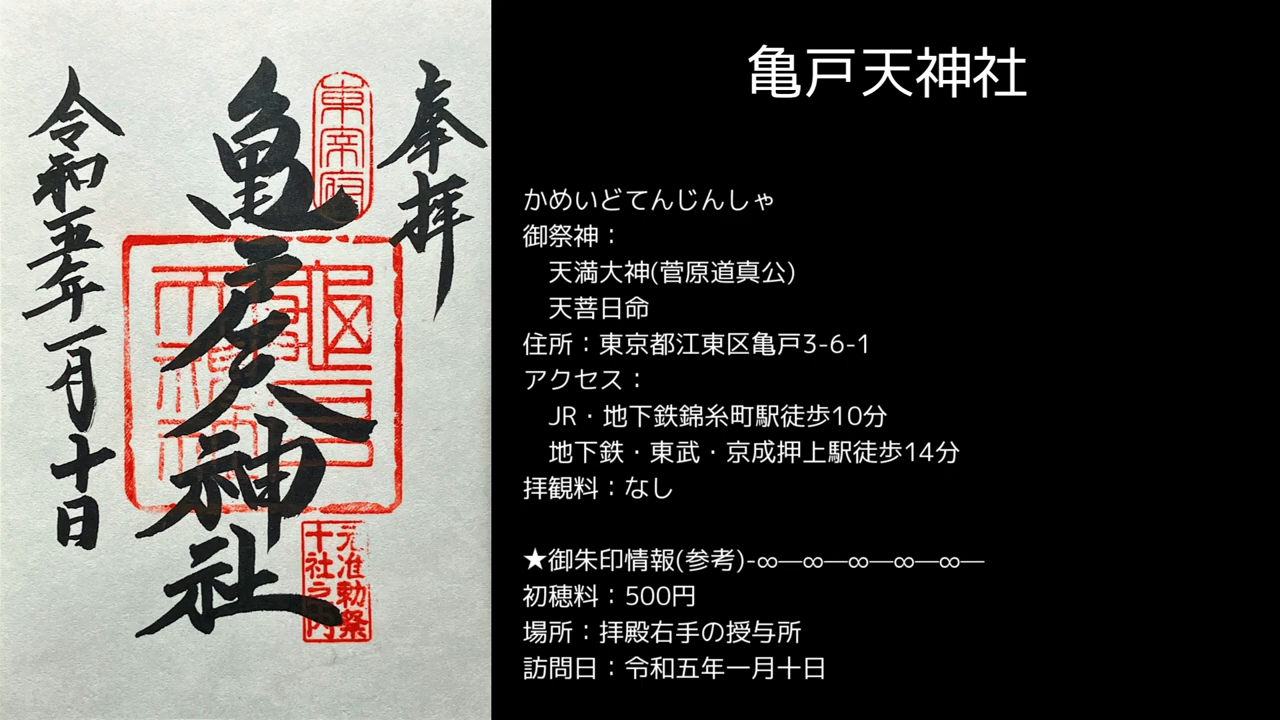 奉拝
東宰府
亀戸天神社
元准勅祭
十社之内
令和五年一月十日
亀戸天神社
かめいどてんじんしゃ
御祭神：
天満大神(菅原道真公)
天菩日命
住所：東京都江東区亀戸3-6-1
アクセス：
JR・地下鉄錦糸町駅徒歩10分
地下鉄・東武・京成押上駅徒歩14分
拝観料：なし
★御朱印情報(参考)-∞—∞—∞—∞—∞—
初穂料：500円
場所：拝殿右手の授与所
訪問日：令和五年一月十日